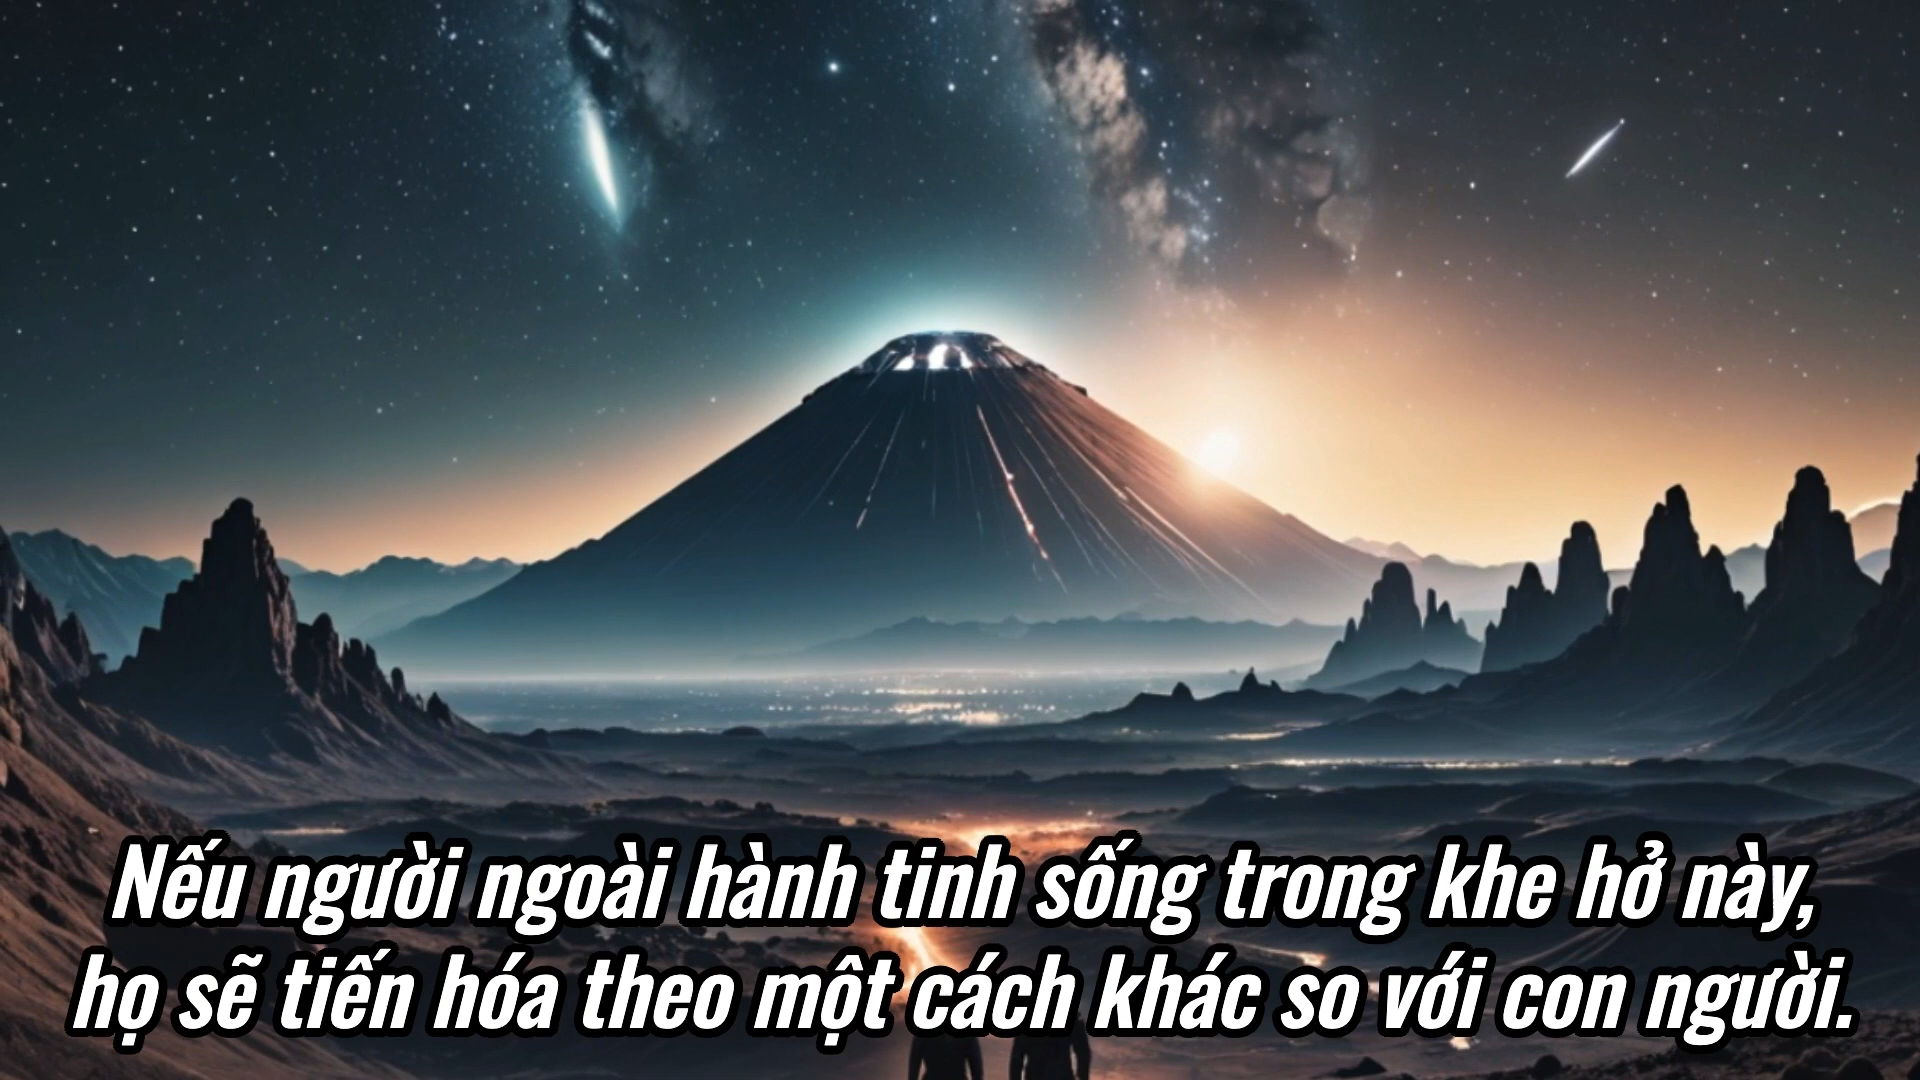 Nếu người ngoài hành tinh sống trong khe hở này,
họ sẽ tiến hóa theo một cách khác so với con người.